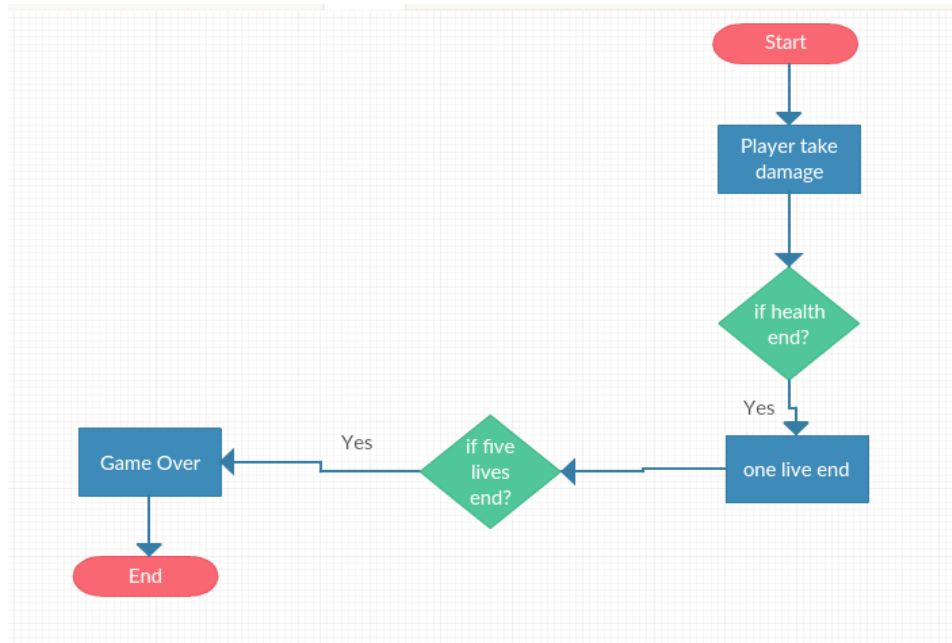 Start
Player take
damage
if health
end?
Yes
one live end
if five
lives
end?
Yes
Game Over
End